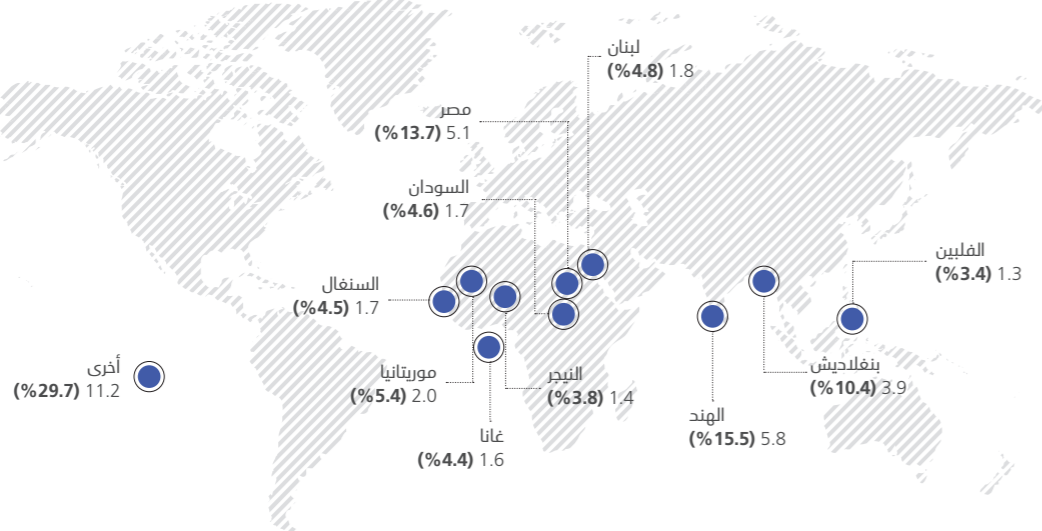 لبنان
1.8 (%4.8)
مصر
5.1 (%13.7)
السودان
1.7 (%4.6)
الفلبين
1.3 (%3.4)
السنغال
1.7 (%4.5)
أخرى
11.2 (%29.7)
موريتانيا
2.0 (%5.4)
النيجر
1.4 (%3.8)
بنغلاديش
3.9 (%10.4)
الهند
5.8 (%15.5)
غانا
1.6 (%4.4)